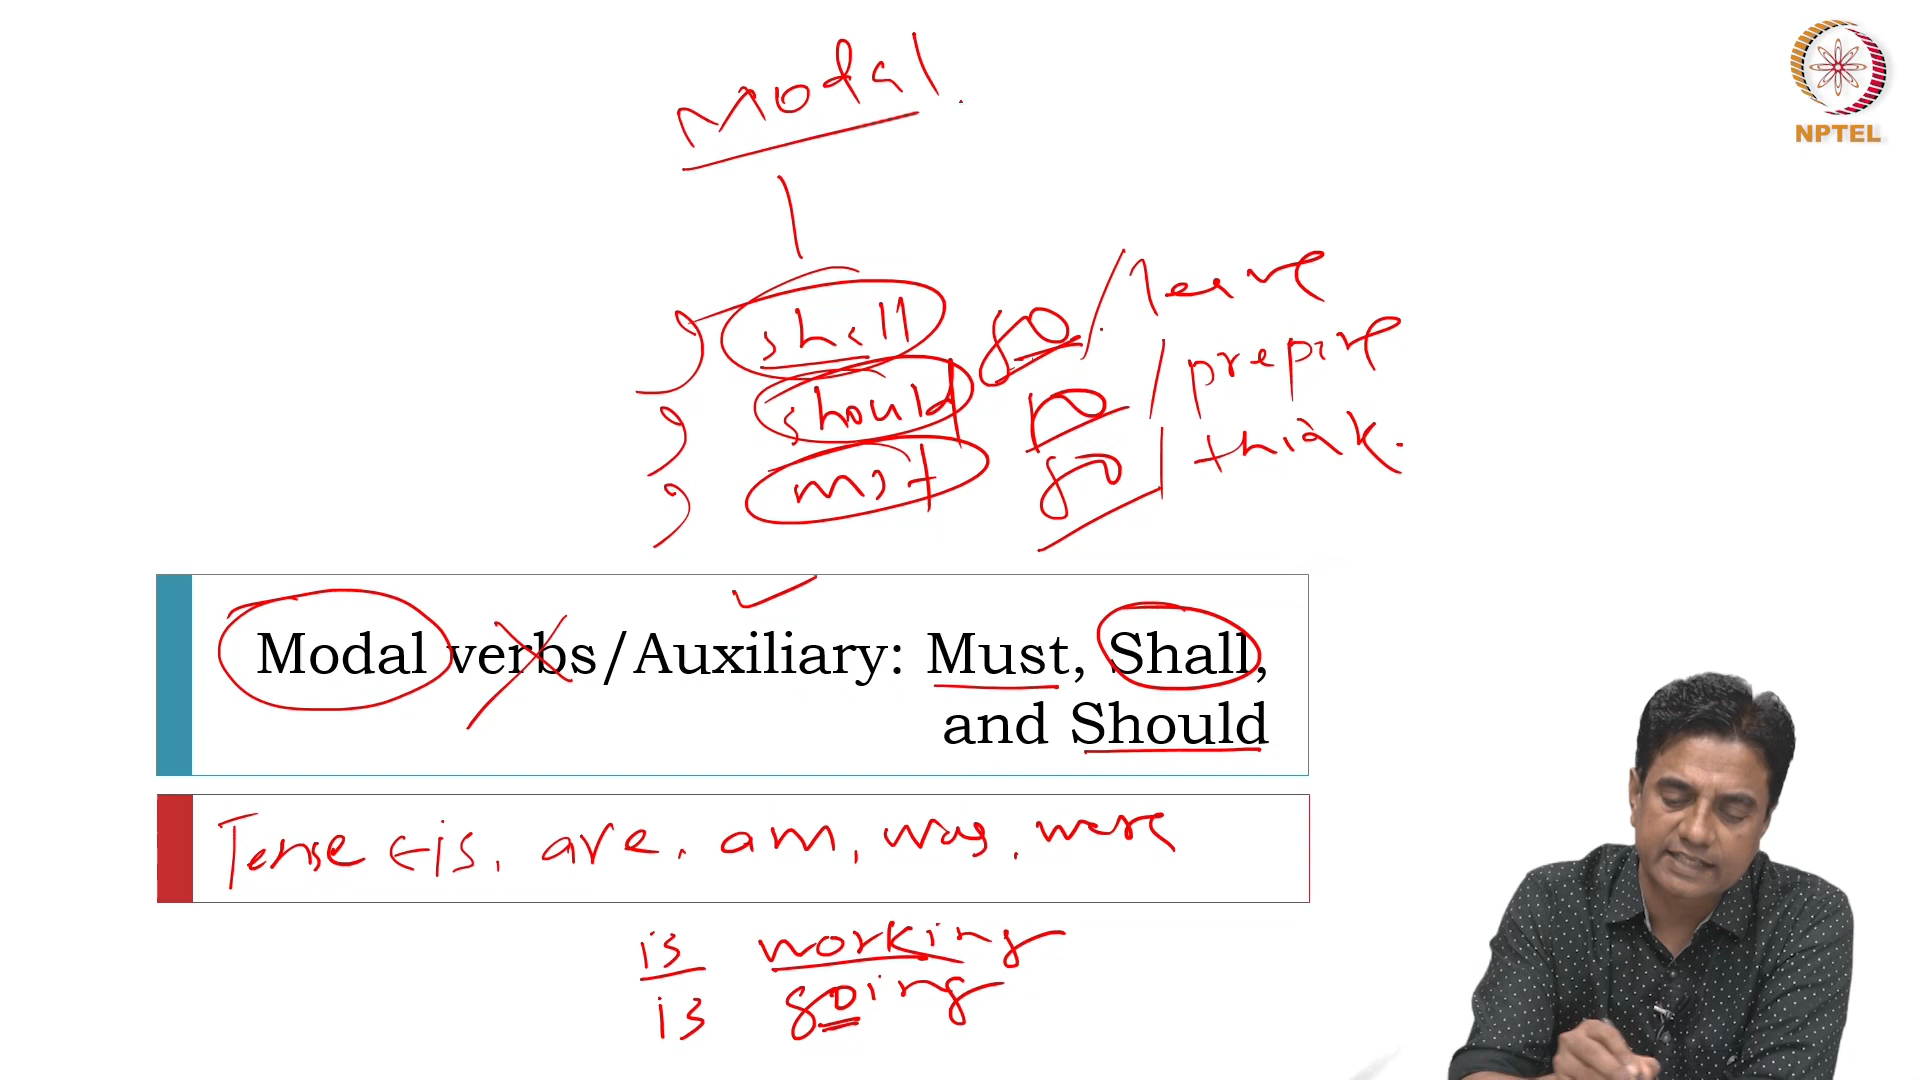 Modal.
NPTEL
shall go/leave
should go/prepare
must go/think.
Modal verbs/Auxiliary: Must, Shall,
and Should
Tense ← is, are, am, was, were
is working
is going